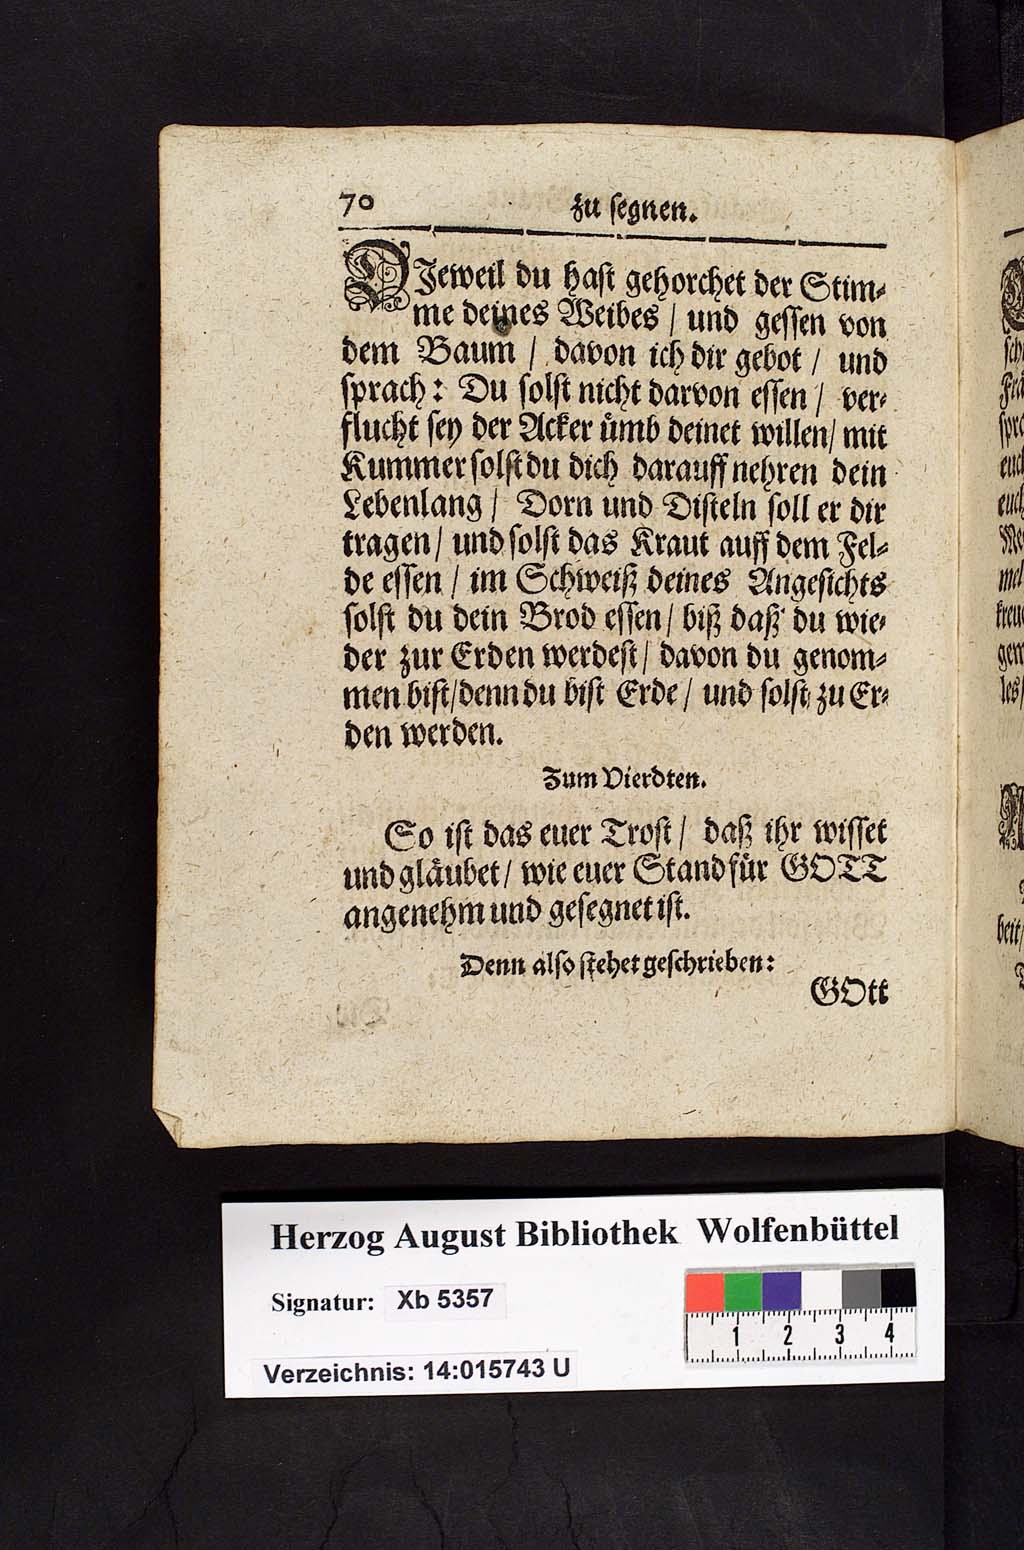 70 zu segnen.
DJeweil du hast gehorchet der Stim-
me deines Weibes / und gessen von
dem Baum / davon ich dir gebot / und
sprach: Du solst nicht darvon essen / ver-
flucht sey der Acker ümb deinet willen / mit
Kummer solst du dich darauff nehren dein
Lebenlang / Dorn und Disteln soll er dir
tragen / und solst das Kraut auff dem Fel-
de essen / im Schweiß deines Angesichts
solst du dein Brod essen / biß daß du wie-
der zur Erden werdest / davon du genom-
men bist / denn du bist Erde / und solst zu Er-
den werden.
Zum Vierdten.
So ist das euer Trost / daß ihr wisset
und gläubet / wie euer Stand für GOTT
angenehm und gesegnet ist.
Denn also stehet geschrieben:
GOtt
Herzog August Bibliothek Wolfenbüttel
Signatur: Xb 5357
1 2 3 4
Verzeichnis: 14:015743 U